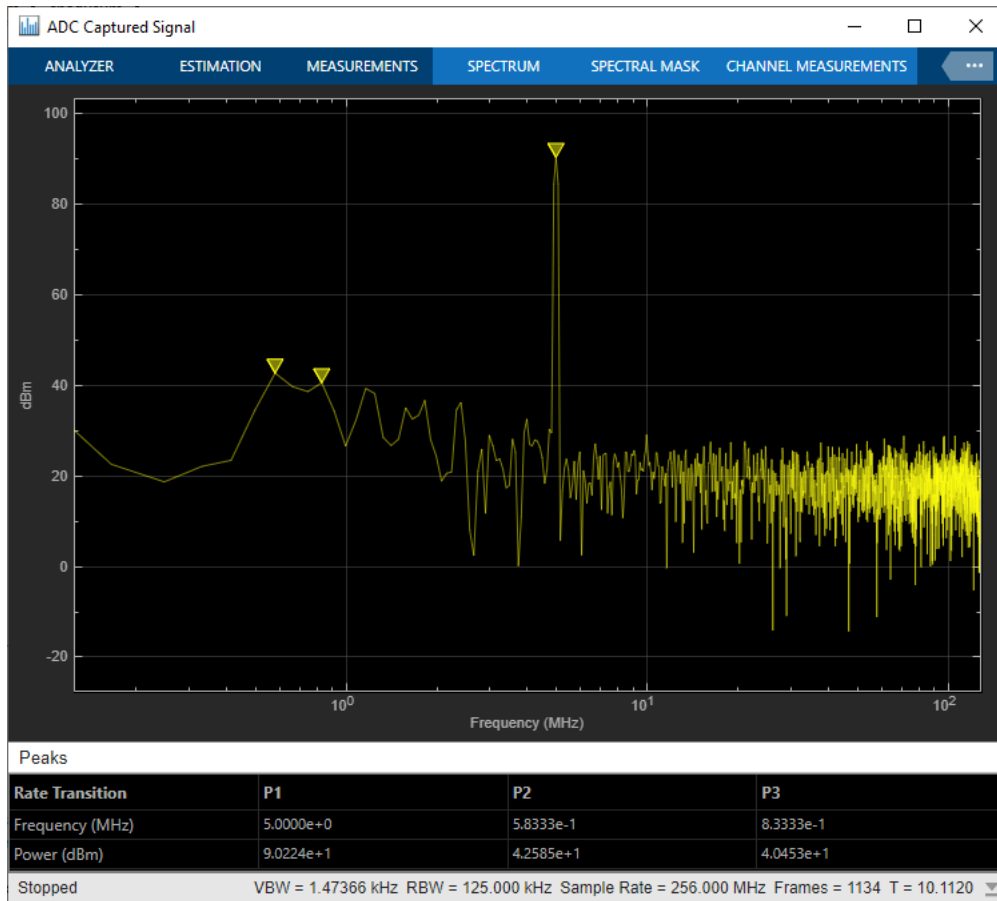 ADC Captured Signal
ANALYZER ESTIMATION MEASUREMENTS SPECTRUM SPECTRAL MASK CHANNEL MEASUREMENTS ...
100
80
60
40
20
0
-20
dBm
10⁰ 10¹ 10²
Frequency (MHz)
Peaks
Rate Transition P1 P2 P3
Frequency (MHz) 5.0000e+0 5.8333e-1 8.3333e-1
Power (dBm) 9.0224e+1 4.2585e+1 4.0453e+1
Stopped VBW = 1.47366 kHz RBW = 125.000 kHz Sample Rate = 256.000 MHz Frames = 1134 T = 10.1120